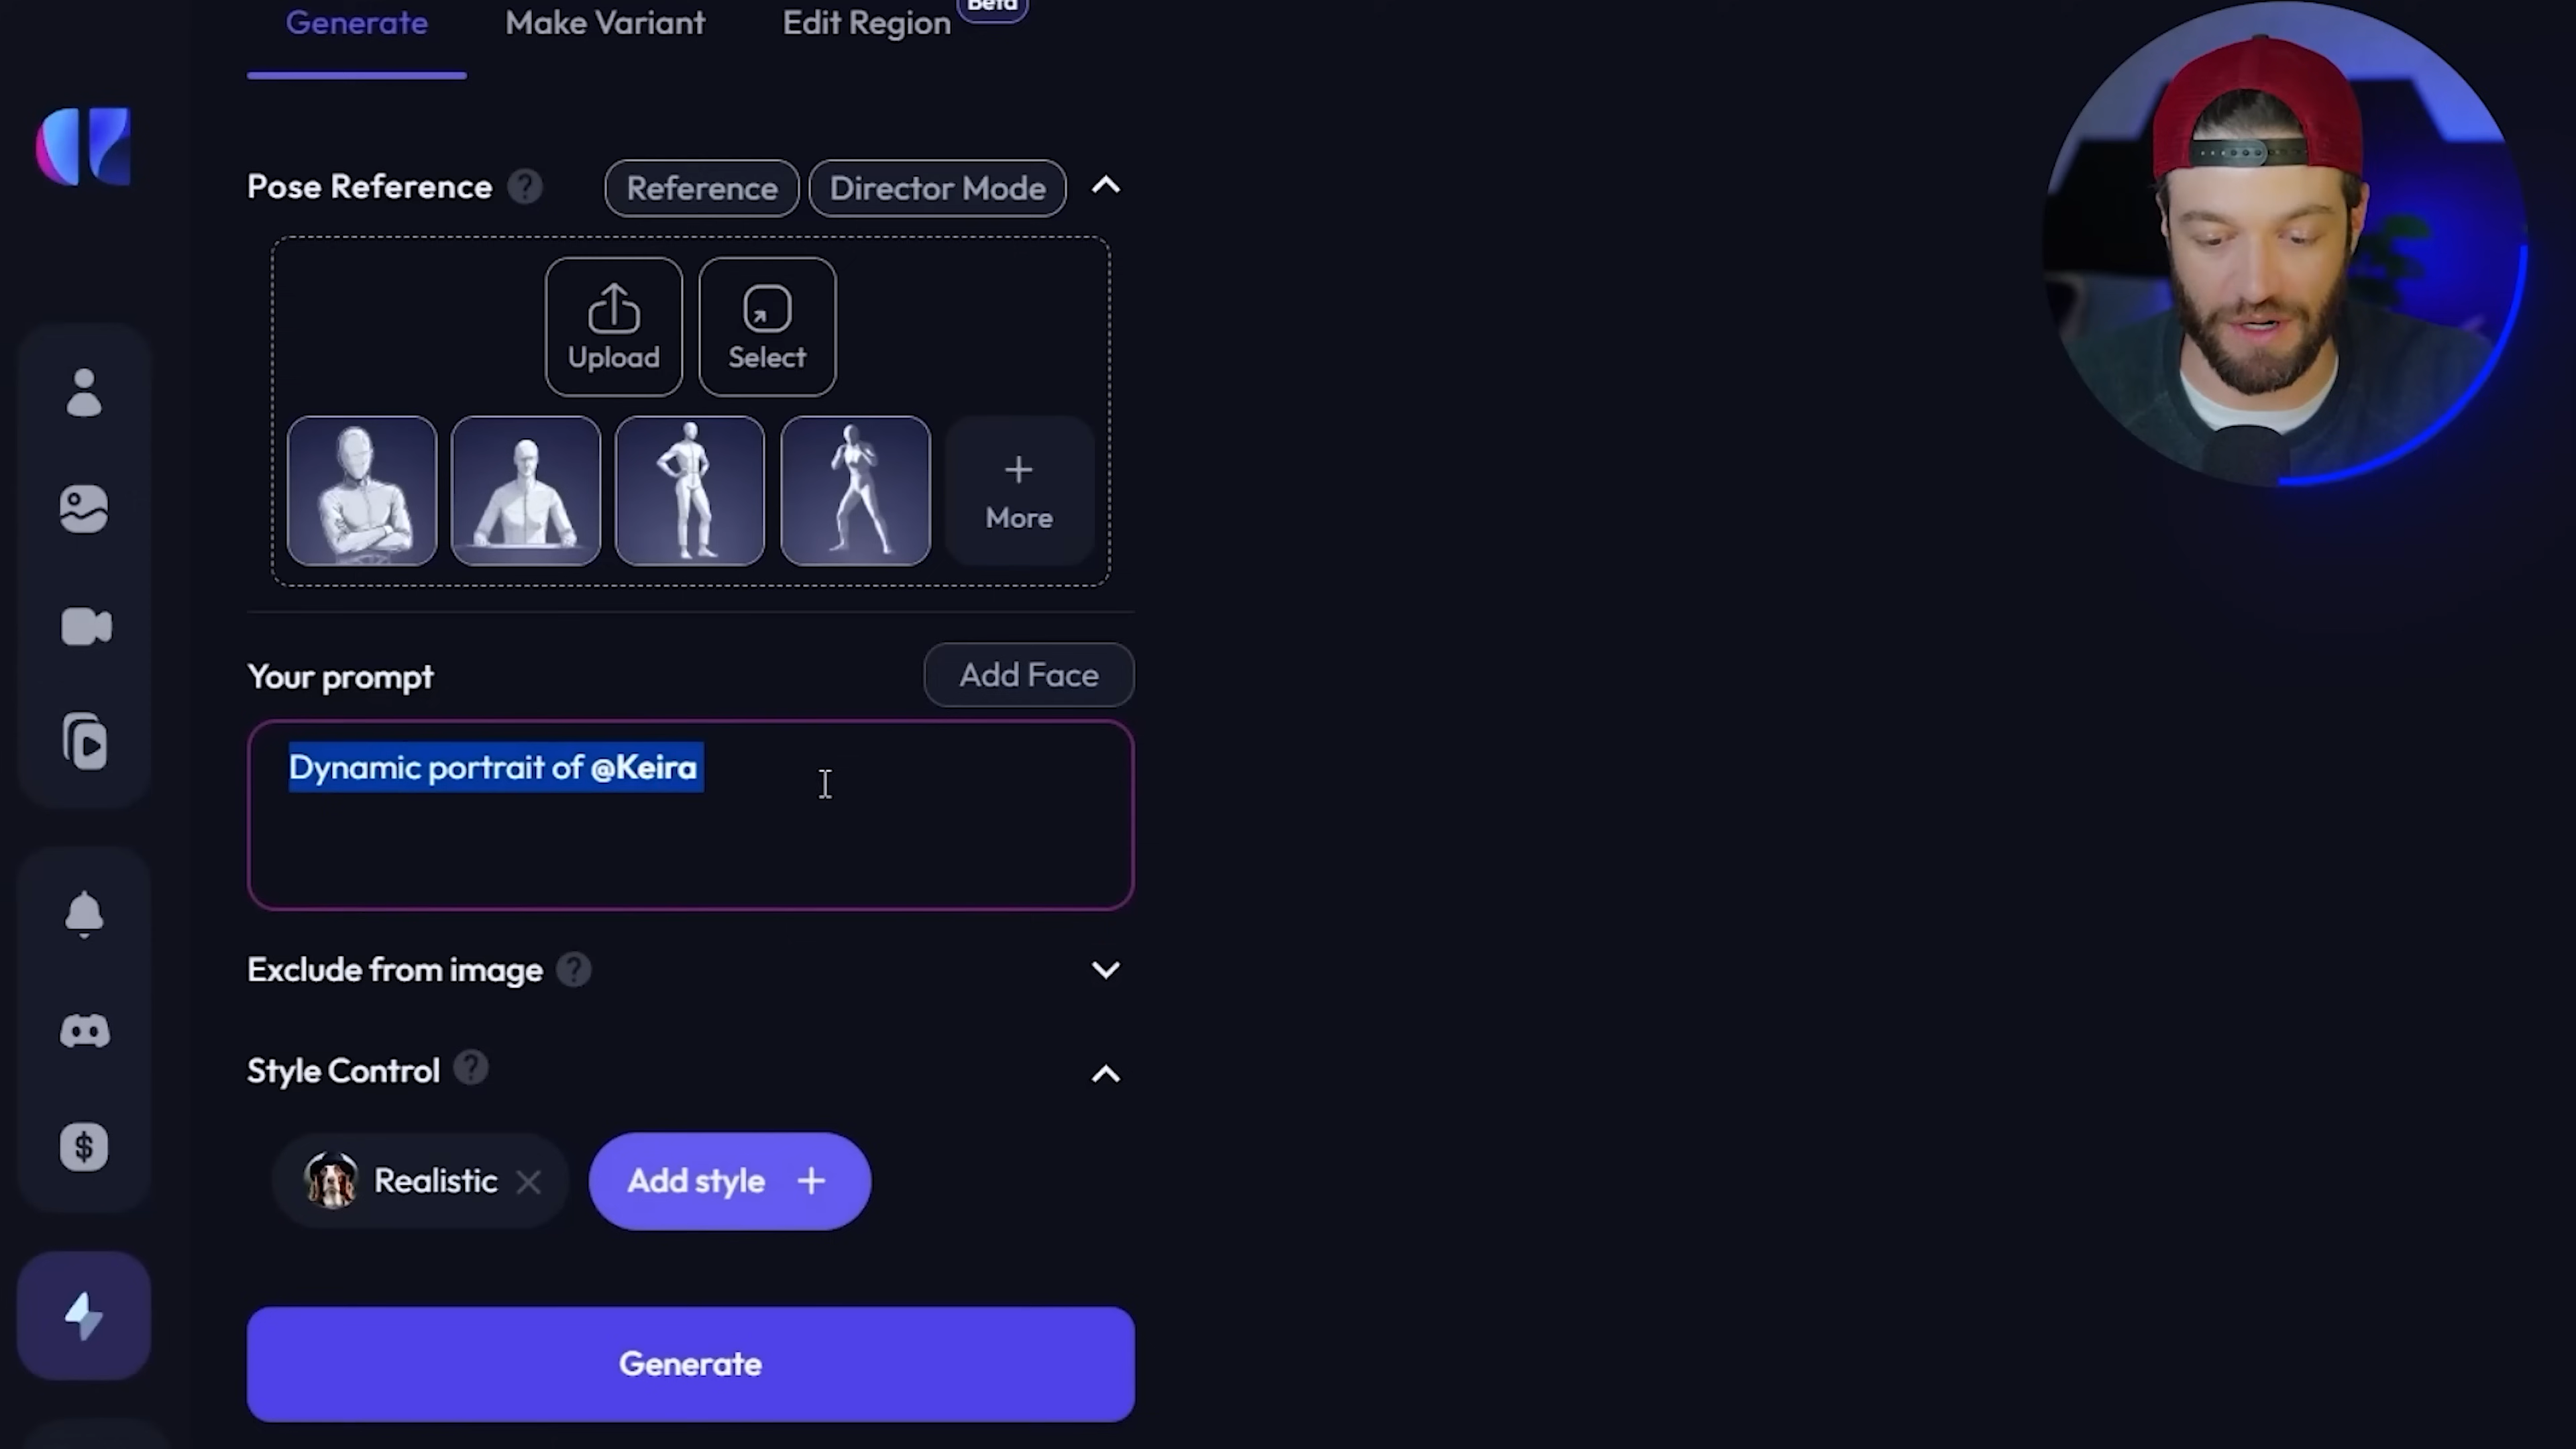 Generate Make Variant Edit Region Beta
Pose Reference ? Reference Director Mode
Upload Select
More
Your prompt Add Face
Dynamic portrait of @Keira
Exclude from image ?
Style Control ?
Realistic Add style +
$
Generate